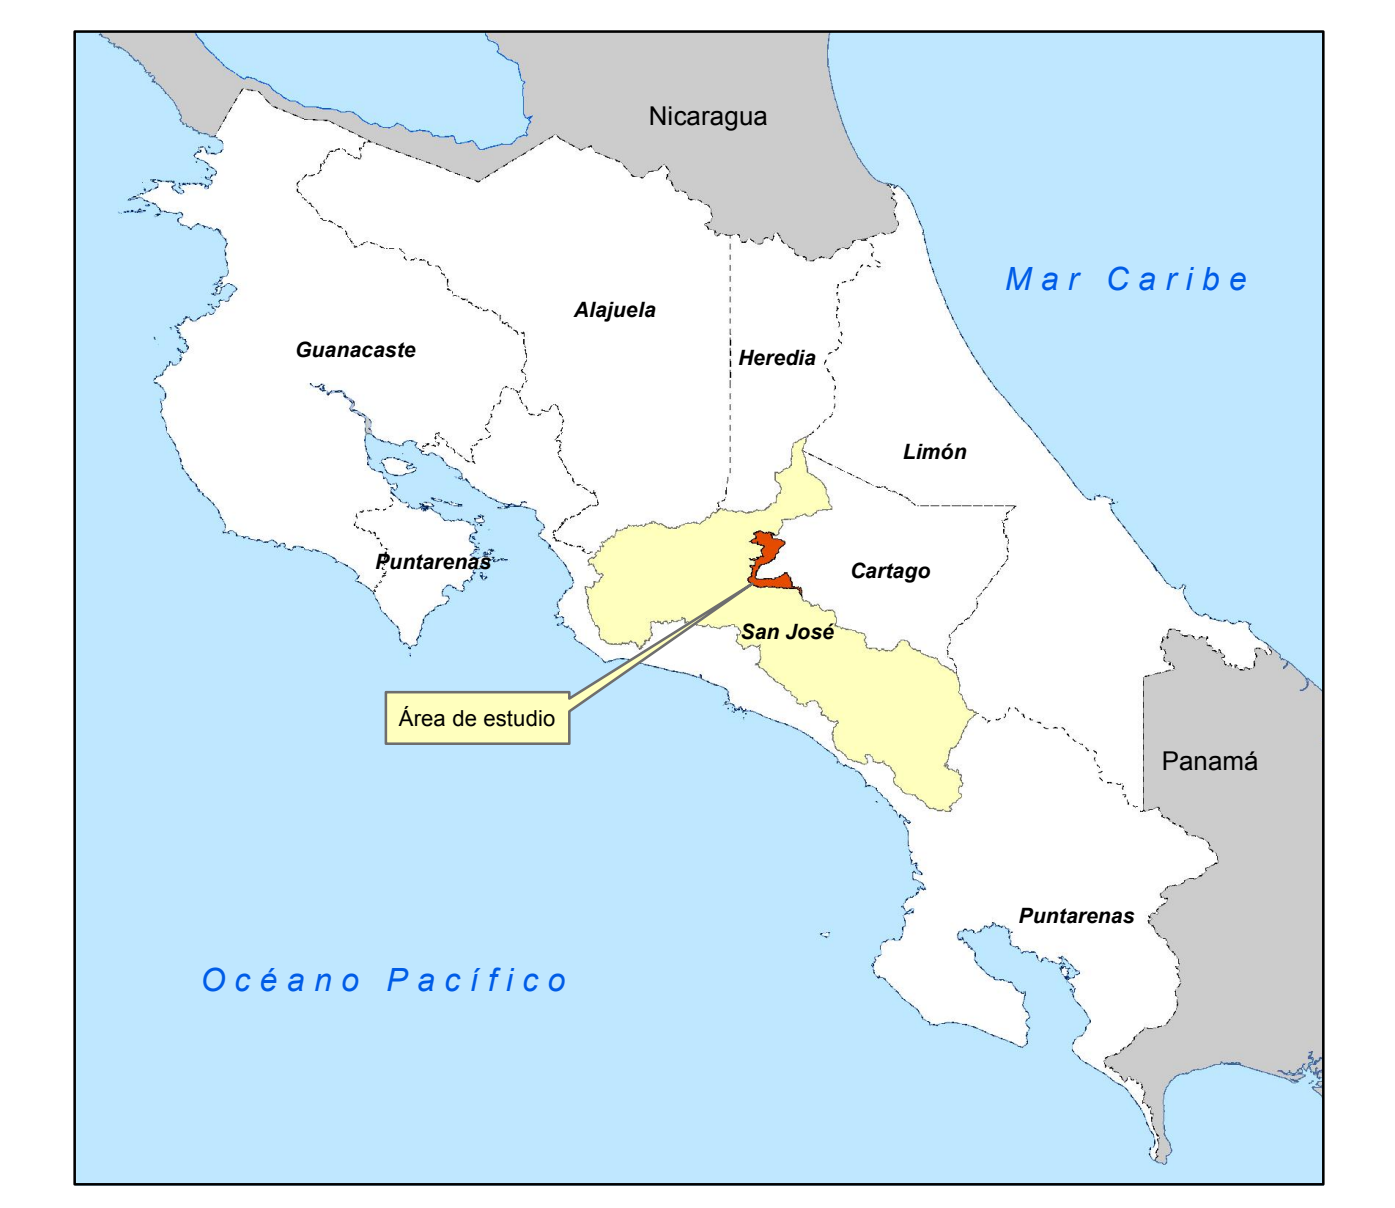 Nicaragua
Mar Caribe
Alajuela
Guanacaste
Heredia
Limón
Puntarenas
Cartago
San José
Área de estudio
Panamá
Puntarenas
Océano Pacífico